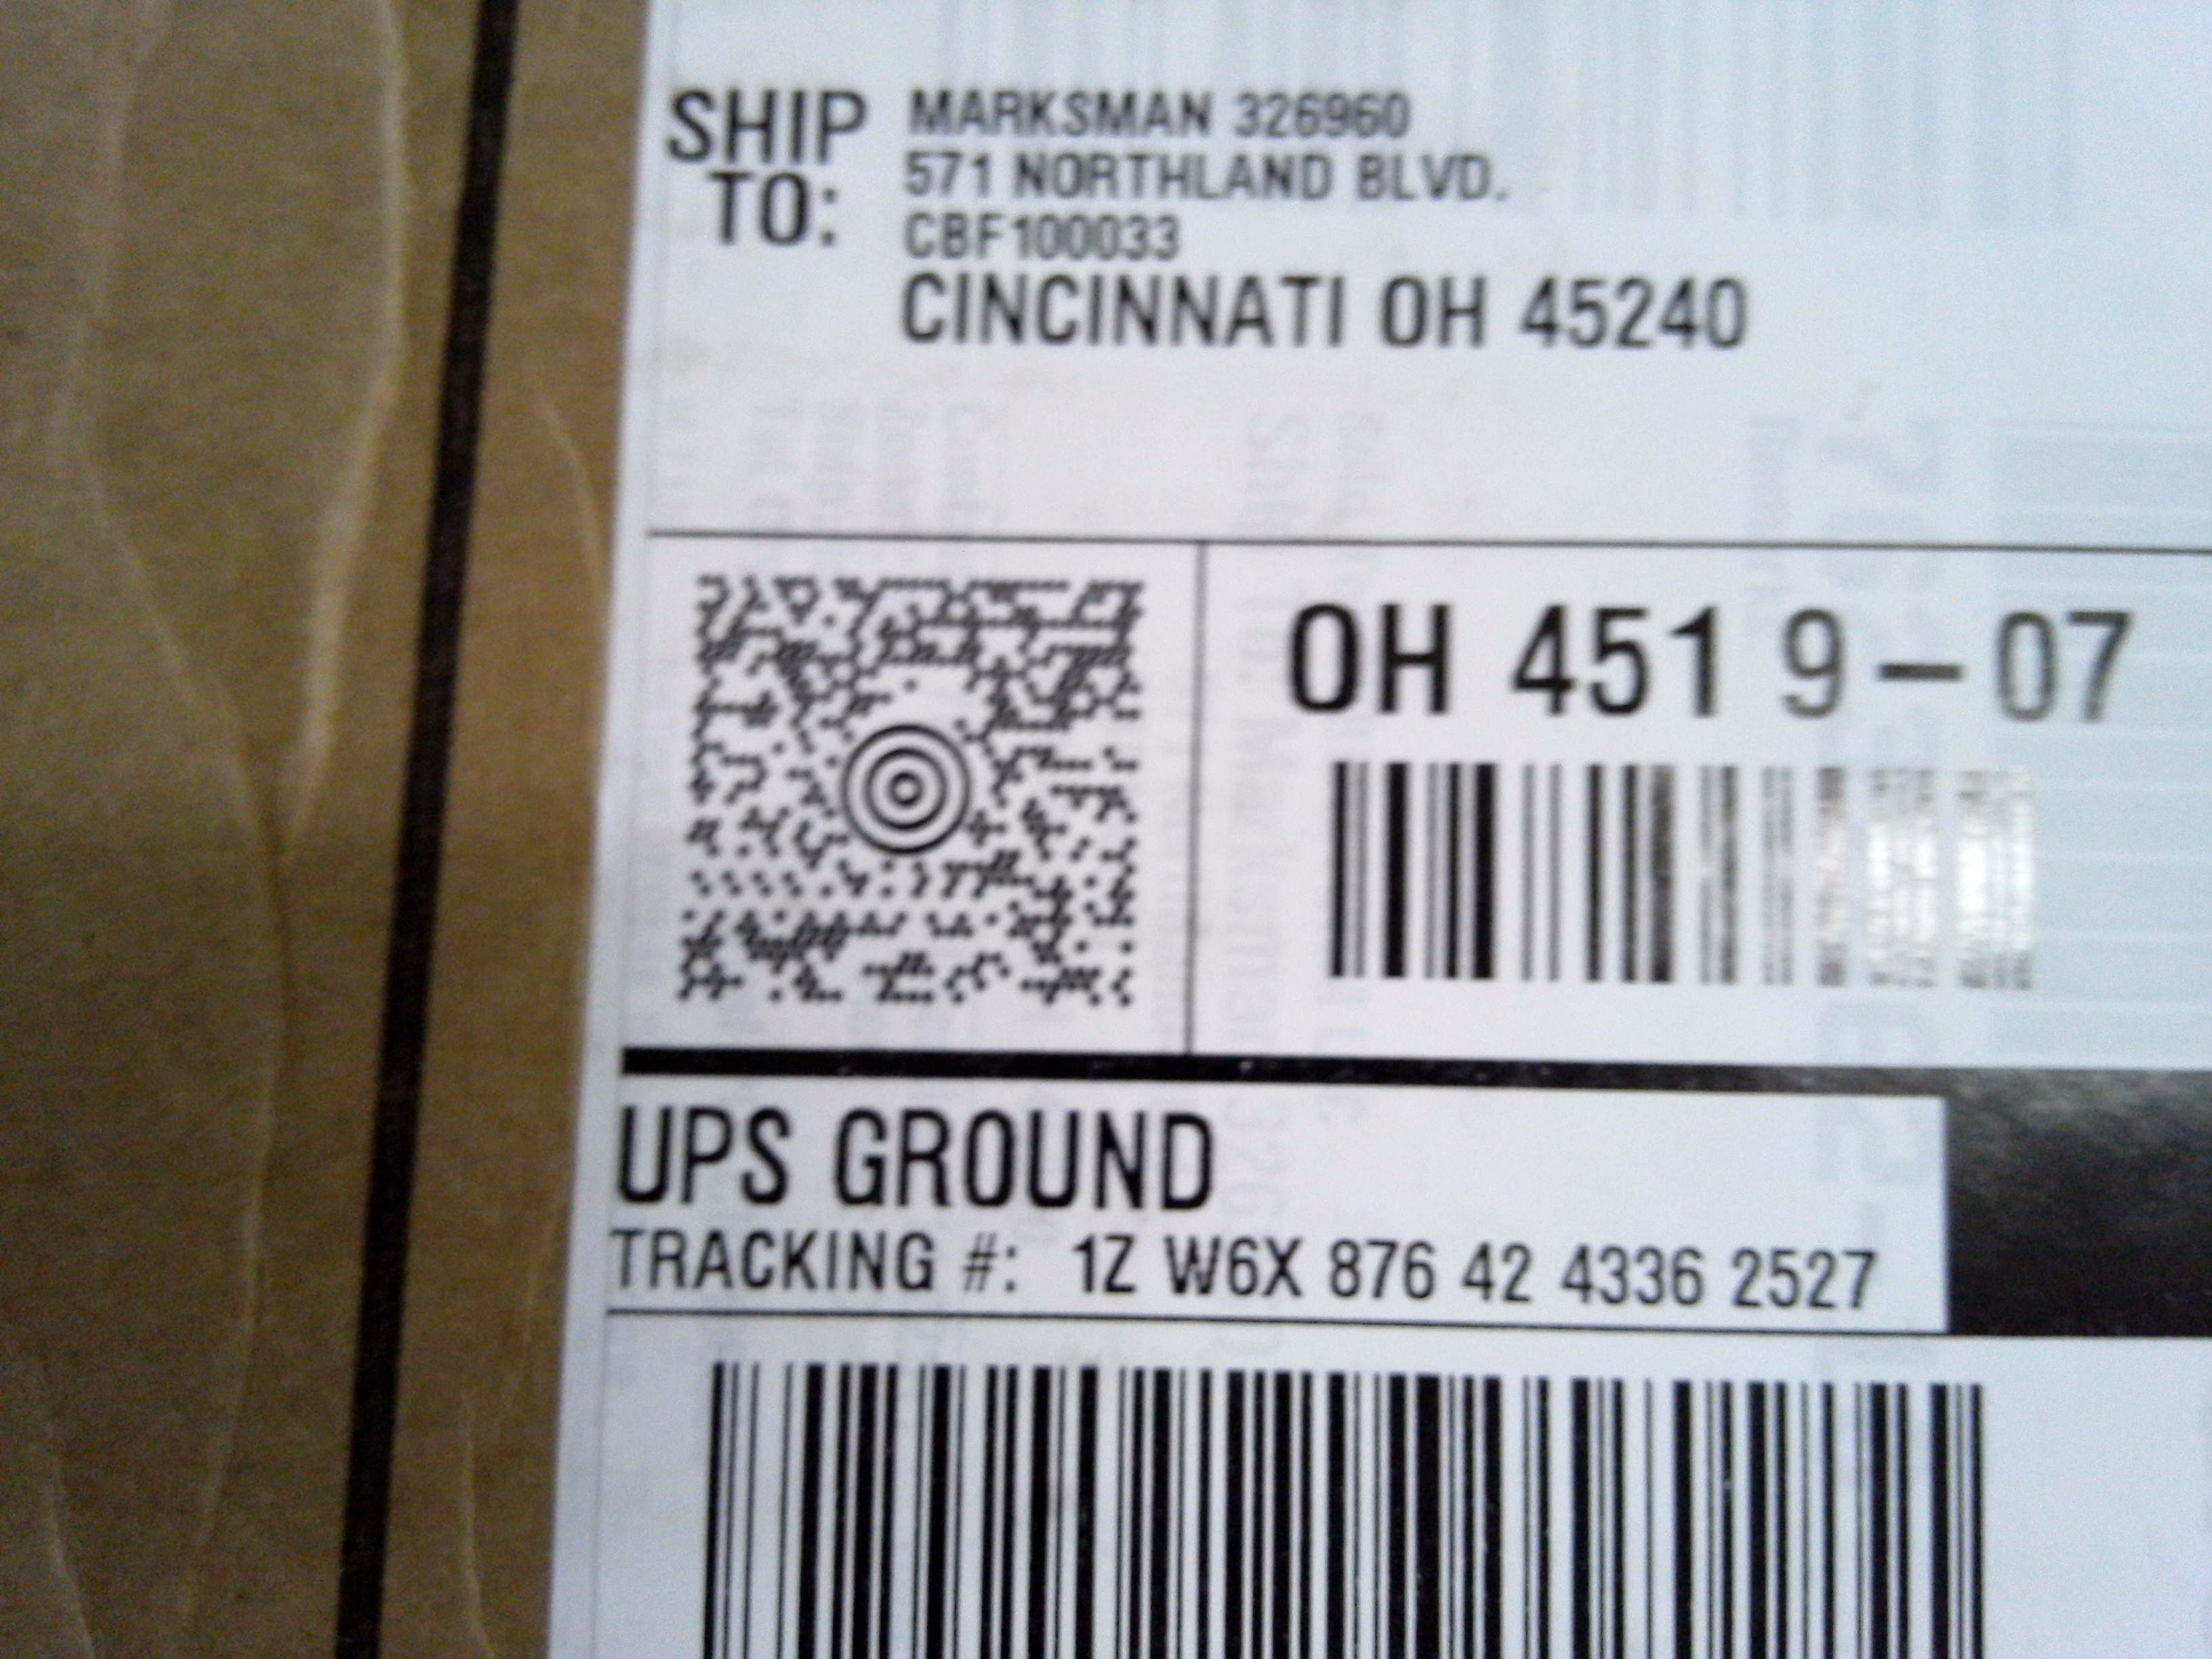 SHIP TO:
MARKSMAN 326960
571 NORTHLAND BLVD.
CBF100033
CINCINNATI OH 45240
OH 451 9-07
UPS GROUND
TRACKING #: 1Z W6X 876 42 4336 2527